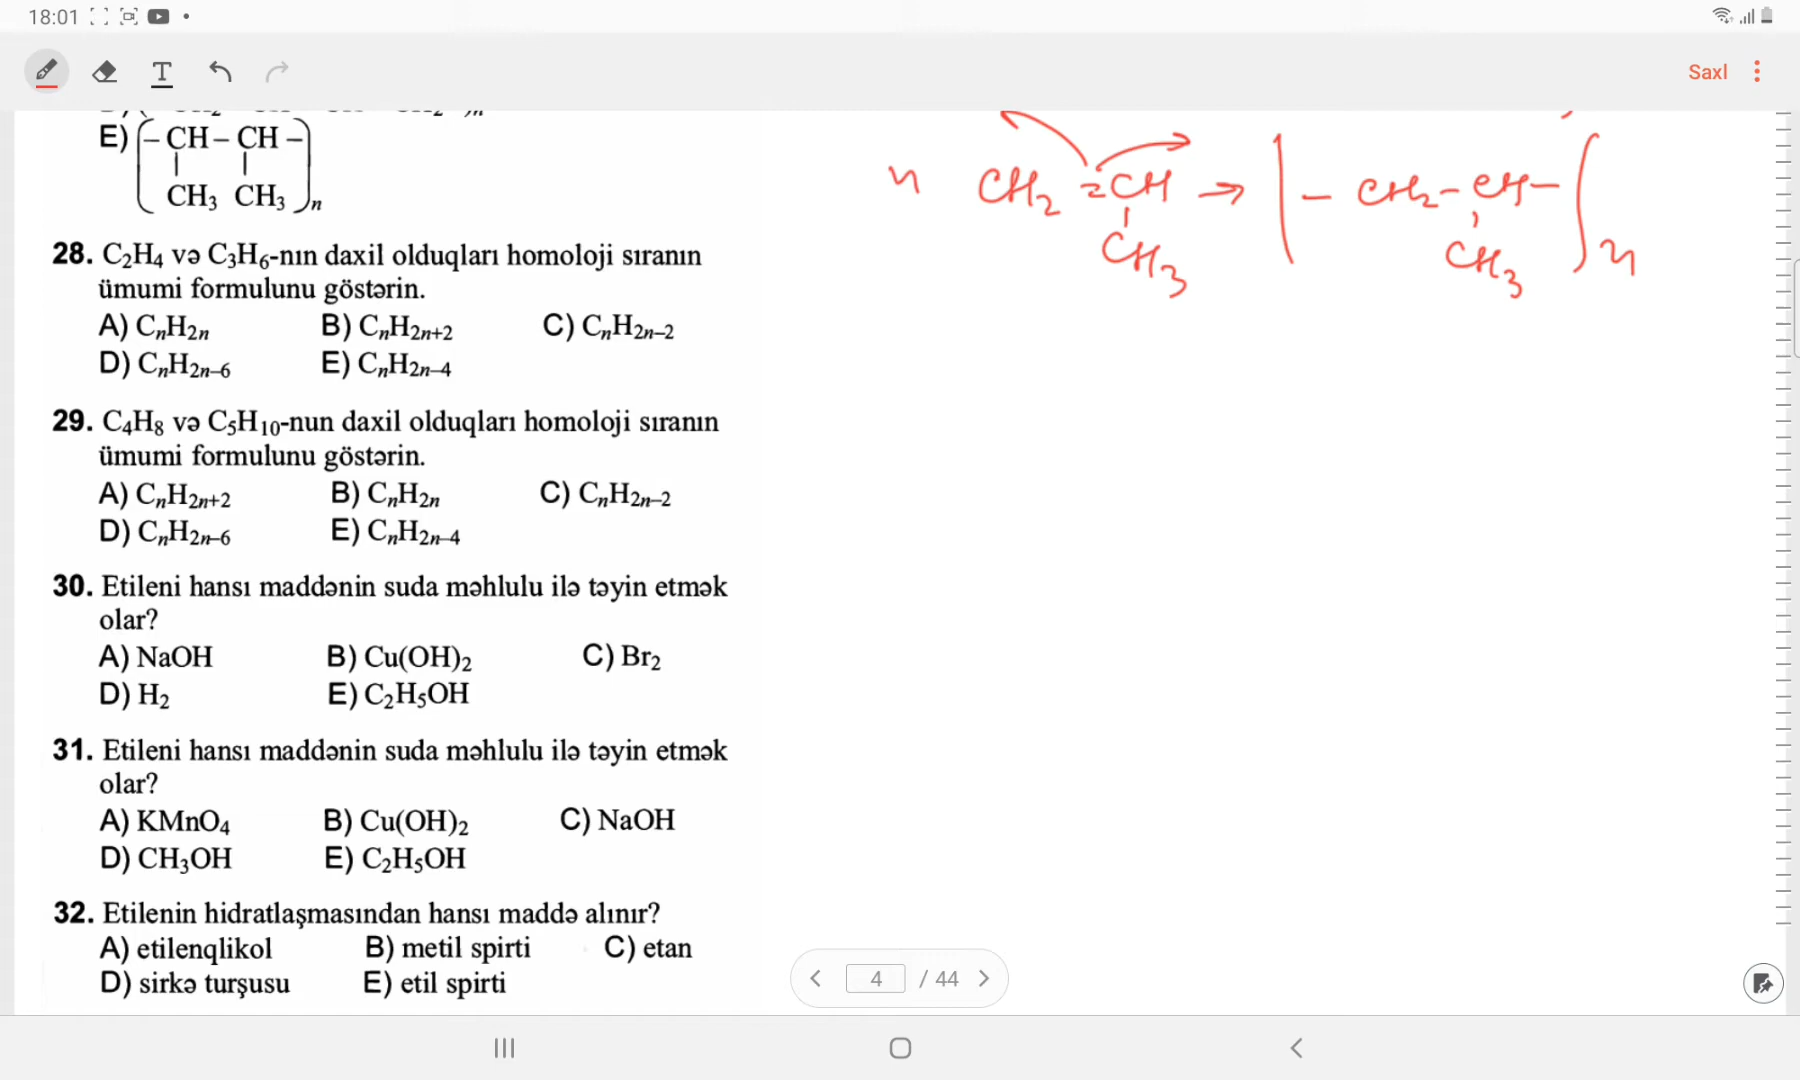 18:01
Saxl
E) (– CH – CH –
CH₃ CH₃)n
n CH₂ = CH → (– CH₂ – CH –)n
CH₃ CH₃
28. C₂H₄ və C₃H₆-nın daxil olduqları homoloji sıranın
ümumi formulunu göstərin.
A) CnH2n B) CnH2n+2 C) CnH2n–2
D) CnH2n–6 E) CnH2n–4
29. C₄H₈ və C₅H₁₀-nun daxil olduqları homoloji sıranın
ümumi formulunu göstərin.
A) CnH2n+2 B) CnH2n C) CnH2n–2
D) CnH2n–6 E) CnH2n–4
30. Etileni hansı maddənin suda məhlulu ilə təyin etmək
olar?
A) NaOH B) Cu(OH)₂ C) Br₂
D) H₂ E) C₂H₅OH
31. Etileni hansı maddənin suda məhlulu ilə təyin etmək
olar?
A) KMnO₄ B) Cu(OH)₂ C) NaOH
D) CH₃OH E) C₂H₅OH
32. Etilenin hidratlaşmasından hansı maddə alınır?
A) etilenqlikol B) metil spirti C) etan
D) sirkə turşusu E) etil spirti
4 / 44